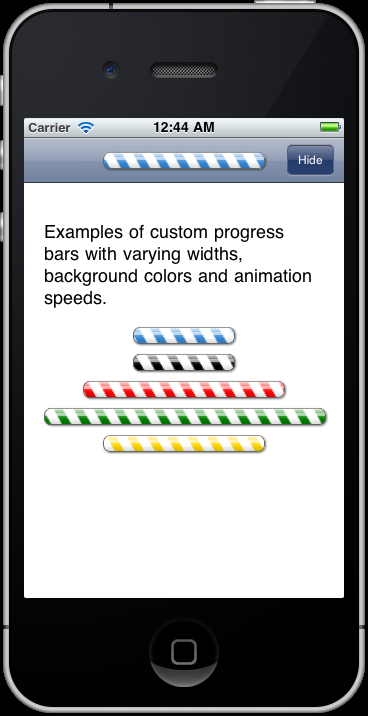 Carrier 12:44 AM
Hide
Examples of custom progress
bars with varying widths,
background colors and animation
speeds.